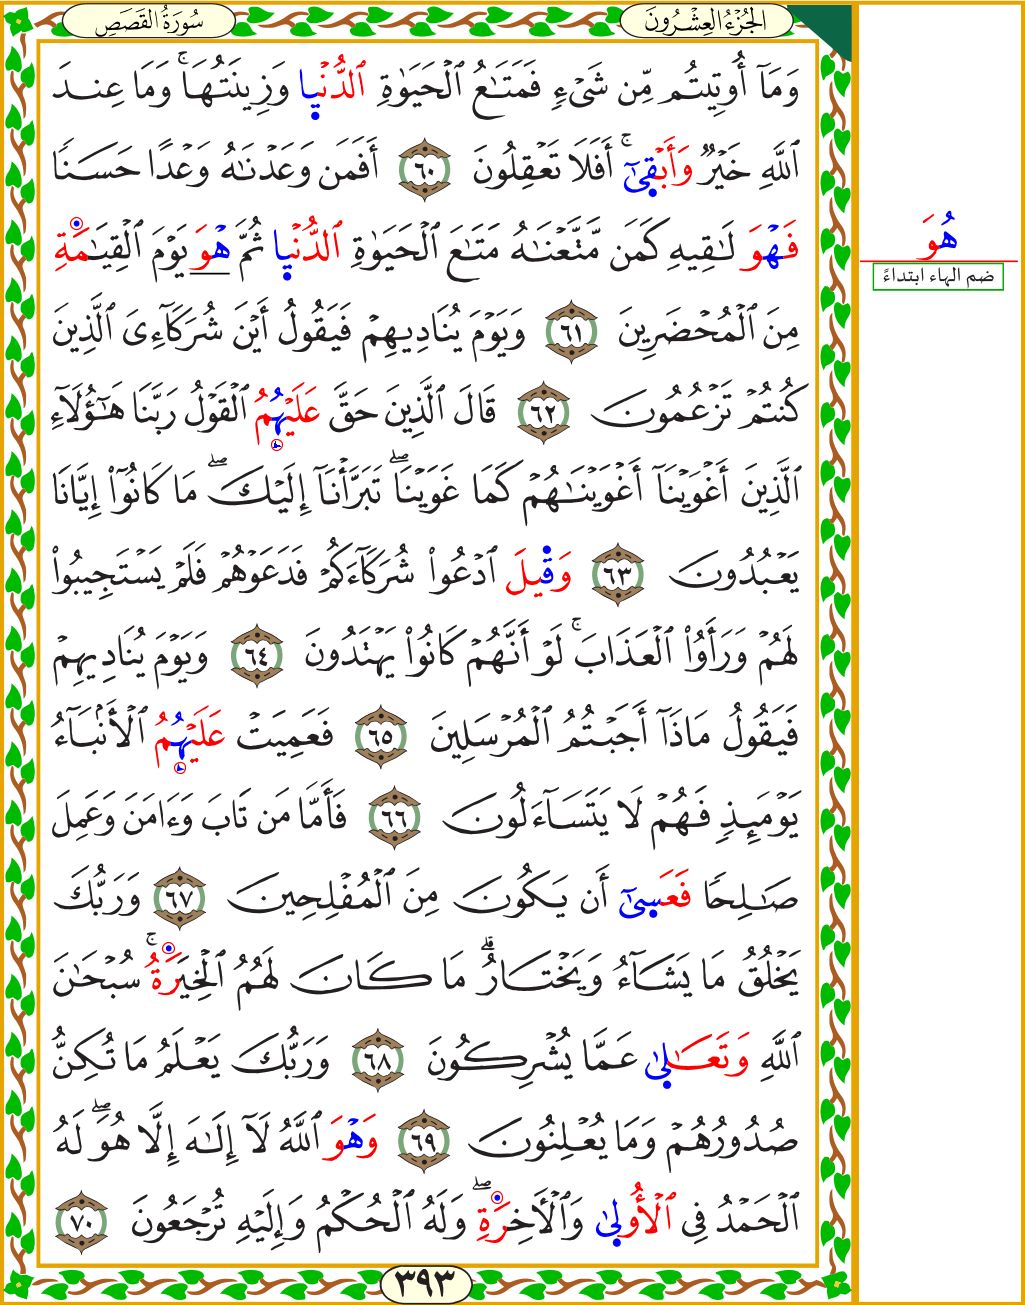 الجُزْءُ العِشْرُونَ
سُورَةُ القَصَصِ
وَمَآ أُوتِيتُم مِّن شَىْءٍ فَمَتَـٰعُ ٱلْحَيَوٰةِ ٱلدُّنْيٜا وَزِينَتُهَا ۚ وَمَا عِندَ
ٱللَّهِ خَيْرٌ وَأَبْقٜىٰٓ ۚ أَفَلَا تَعْقِلُونَ ٦٠ أَفَمَن وَعَدْنَـٰهُ وَعْدًا حَسَنًا
فَهْوَ لَـٰقِيهِ كَمَن مَّتَّعْنَـٰهُ مَتَـٰعَ ٱلْحَيَوٰةِ ٱلدُّنْيٜا ثُمَّ هْوَ يَوْمَ ٱلْقِيَـٰمَةِ
مِنَ ٱلْمُحْضَرِينَ ٦١ وَيَوْمَ يُنَادِيهِمْ فَيَقُولُ أَيْنَ شُرَكَآءِىَ ٱلَّذِينَ
كُنتُمْ تَزْعُمُونَ ٦٢ قَالَ ٱلَّذِينَ حَقَّ عَلَيْهُمُ ٱلْقَوْلُ رَبَّنَا هَـٰٓؤُلَآءِ
ٱلَّذِينَ أَغْوَيْنَآ أَغْوَيْنَـٰهُمْ كَمَا غَوَيْنَا ۖ تَبَرَّأْنَآ إِلَيْكَ ۖ مَا كَانُوٓا۟ إِيَّانَا
يَعْبُدُونَ ٦٣ وَقِيلَ ٱدْعُوا۟ شُرَكَآءَكُمْ فَدَعَوْهُمْ فَلَمْ يَسْتَجِيبُوا۟
لَهُمْ وَرَأَوُا۟ ٱلْعَذَابَ ۚ لَوْ أَنَّهُمْ كَانُوا۟ يَهْتَدُونَ ٦٤ وَيَوْمَ يُنَادِيهِمْ
فَيَقُولُ مَاذَآ أَجَبْتُمُ ٱلْمُرْسَلِينَ ٦٥ فَعَمِيَتْ عَلَيْهُمُ ٱلْأَنۢبَآءُ
يَوْمَئِذٍ فَهُمْ لَا يَتَسَآءَلُونَ ٦٦ فَأَمَّا مَن تَابَ وَءَامَنَ وَعَمِلَ
صَـٰلِحًا فَعَسٜىٰٓ أَن يَكُونَ مِنَ ٱلْمُفْلِحِينَ ٦٧ وَرَبُّكَ
يَخْلُقُ مَا يَشَآءُ وَيَخْتَارُ ۗ مَا كَانَ لَهُمُ ٱلْخِيَرَةُ ۚ سُبْحَـٰنَ
ٱللَّهِ وَتَعَـٰلٜىٰ عَمَّا يُشْرِكُونَ ٦٨ وَرَبُّكَ يَعْلَمُ مَا تُكِنُّ
صُدُورُهُمْ وَمَا يُعْلِنُونَ ٦٩ وَهْوَ ٱللَّهُ لَآ إِلَـٰهَ إِلَّا هُوَ ۖ لَهُ
ٱلْحَمْدُ فِى ٱلْأُولٜىٰ وَٱلْـَٔاخِرَةِ ۖ وَلَهُ ٱلْحُكْمُ وَإِلَيْهِ تُرْجَعُونَ ٧٠
٣٩٣
هُوَ
ضم الهاء ابتداءً